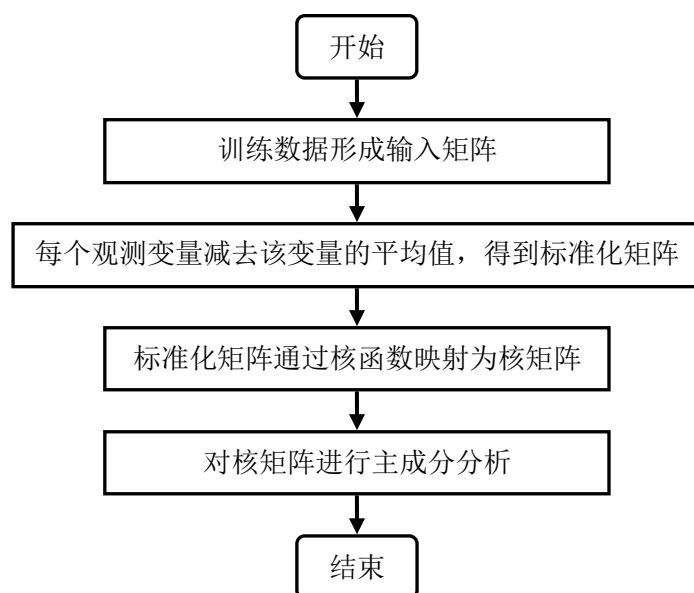 开始
训练数据形成输入矩阵
每个观测变量减去该变量的平均值，得到标准化矩阵
标准化矩阵通过核函数映射为核矩阵
对核矩阵进行主成分分析
结束